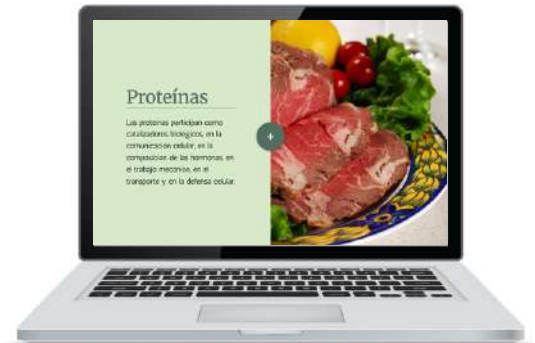 Proteínas
Las proteínas participan como
catalizadores biológicos, en la
comunicación celular, en la
composición de las hormonas, en
el trabajo mecánico, en el
transporte y en la defensa celular.
+